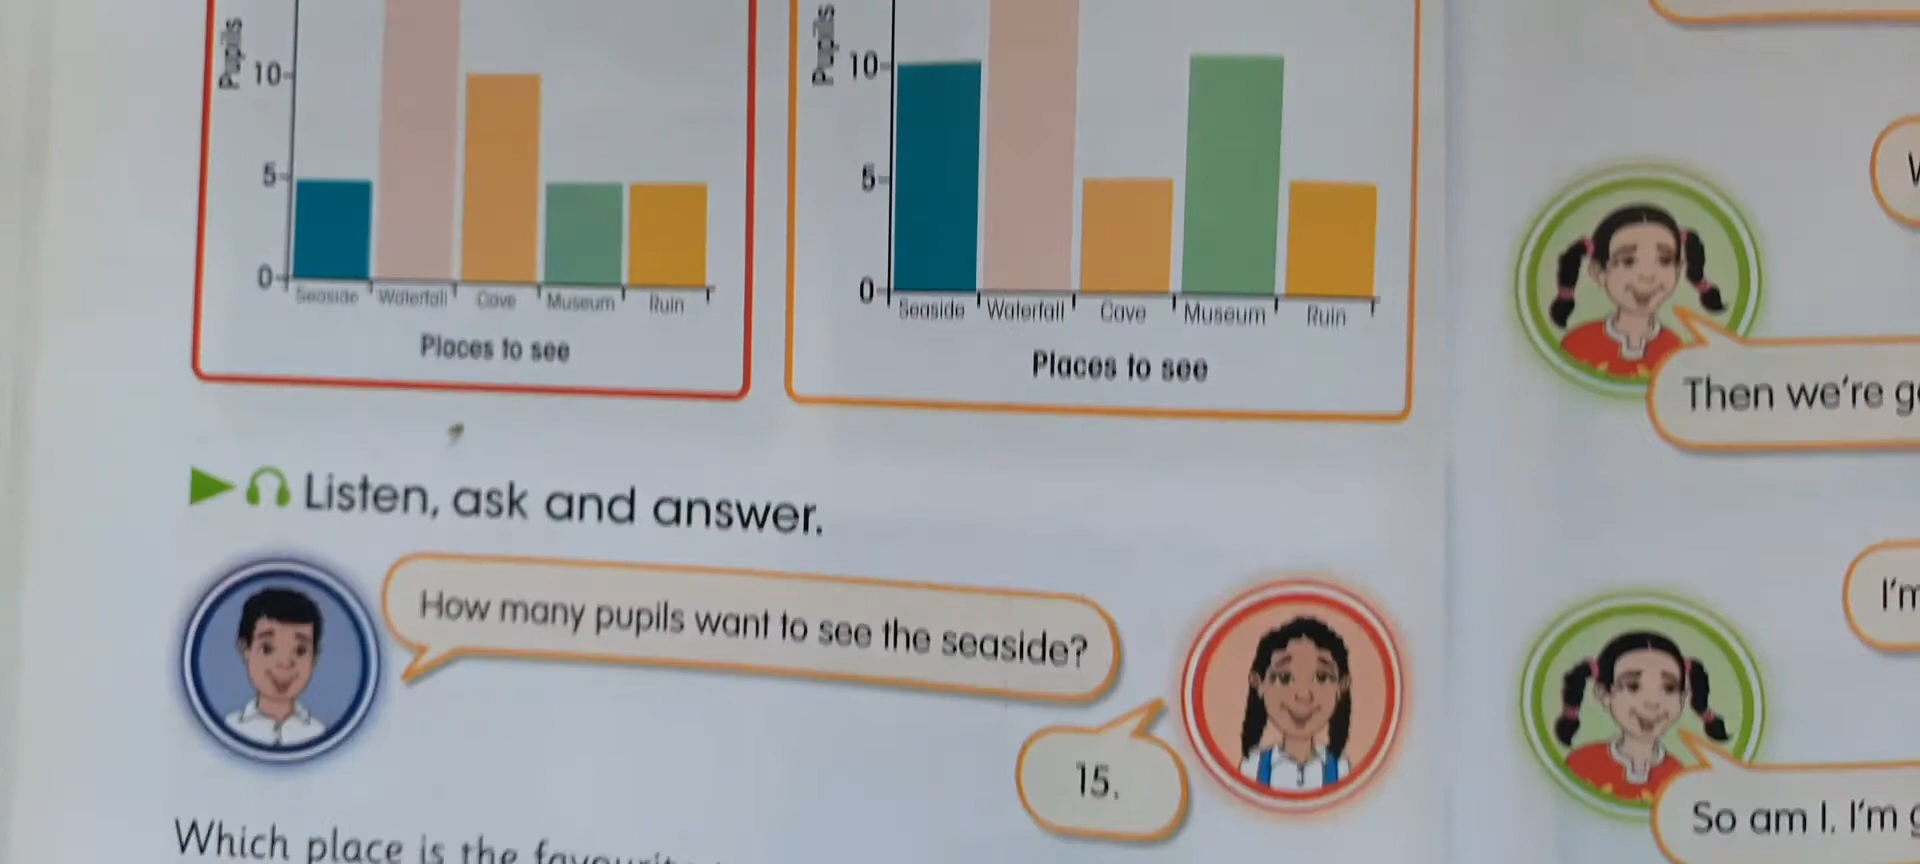 Pupils
10
5
0
Seaside Waterfall Cave Museum Ruin
Places to see
Pupils
10
5
0
Seaside Waterfall Cave Museum Ruin
Places to see
Listen, ask and answer.
How many pupils want to see the seaside?
15.
Which place is the
Then we're
I'm
So am I. I'm